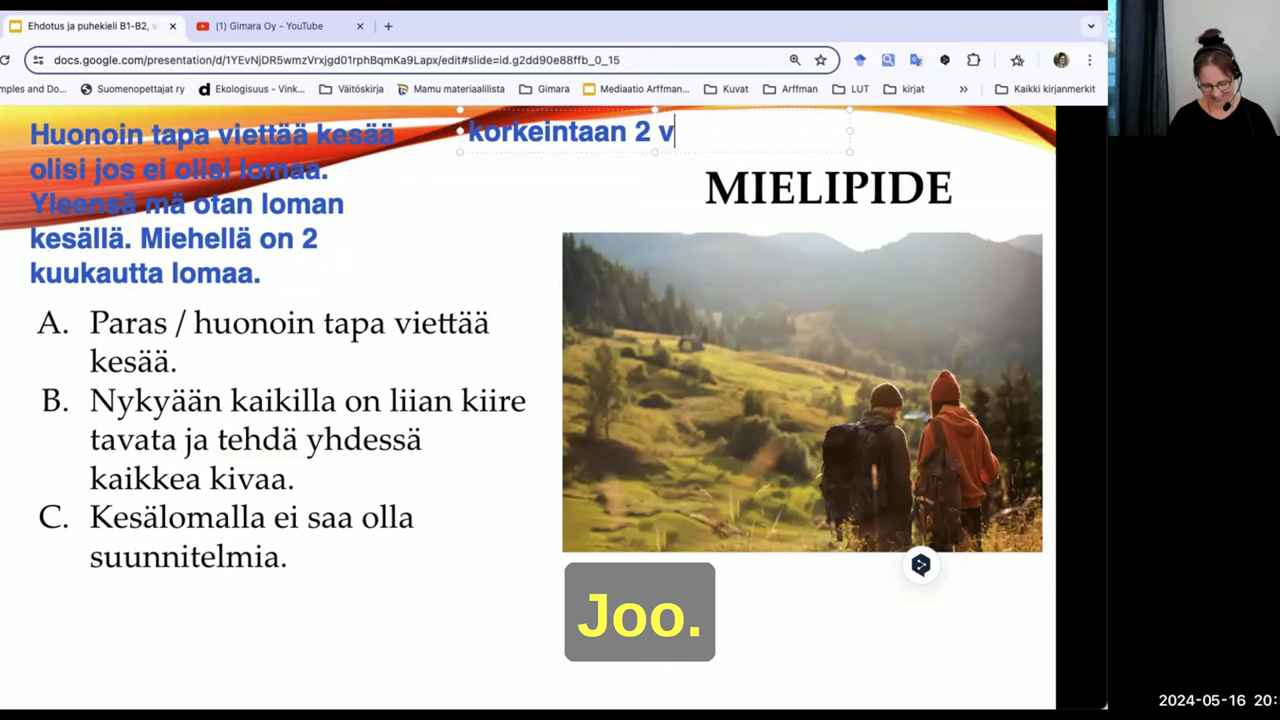 Ehdotus ja puhekieli B1-B2, v
(1) Gimara Oy - YouTube
docs.google.com/presentation/d/1YEvNjDR5wmzVrxjgd01rphBqmKa9Lapx/edit#slide=id.g2dd90e88ffb_0_15
mples and Do...
Suomenopettajat ry
Ekologisuus - Vink...
Väitöskirja
Mamu materiaalilista
Gimara
Mediaatio Arffman...
Kuvat
Arffman
LUT
kirjat
»
Kaikki kirjanmerkit
Huonoin tapa viettää kesää
olisi jos ei olisi lomaa.
Yleensä mä otan loman
kesällä. Miehellä on 2
kuukautta lomaa.
korkeintaan 2 v
MIELIPIDE
A. Paras / huonoin tapa viettää
kesää.
B. Nykyään kaikilla on liian kiire
tavata ja tehdä yhdessä
kaikkea kivaa.
C. Kesälomalla ei saa olla
suunnitelmia.
Joo.
2024-05-16 20: